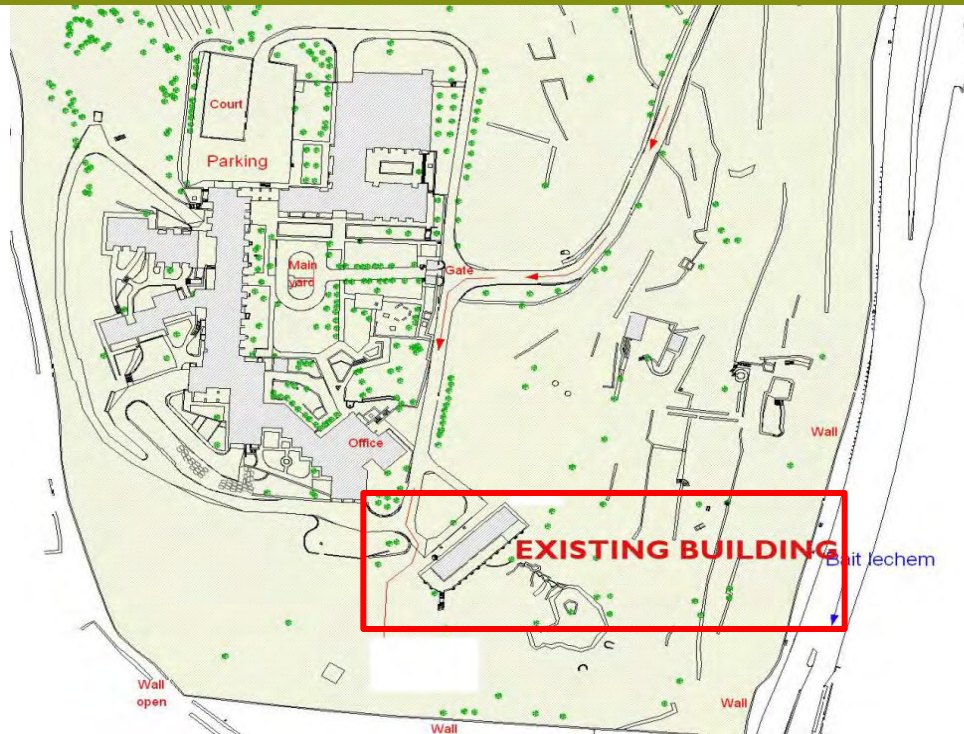 Court
Parking
Main
yard
Gate
Office
Wall
EXISTING BUILDING
Bait lechem
Wall
open
Wall
Wall